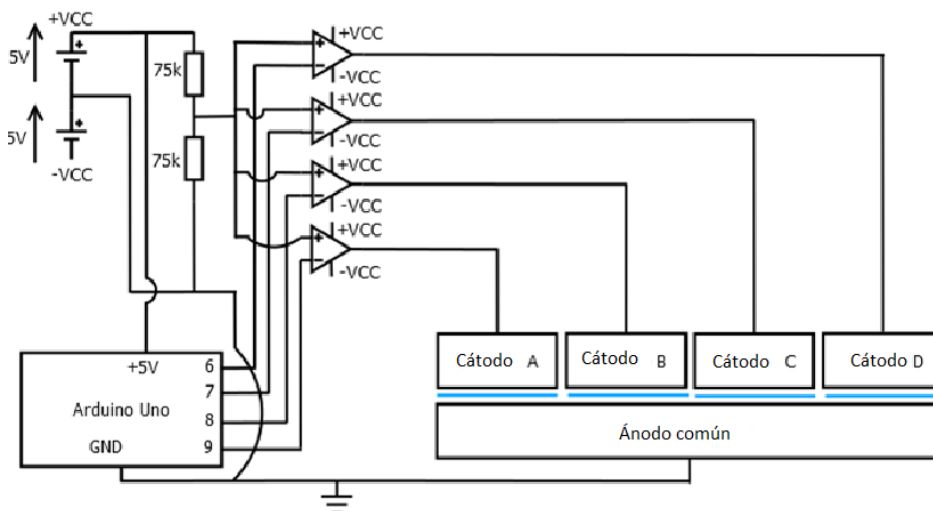 +VCC
5V
5V
-VCC
75k
75k
+VCC
-VCC
+VCC
-VCC
+VCC
-VCC
+VCC
-VCC
+5V
Arduino Uno
GND
6
7
8
9
Cátodo A
Cátodo B
Cátodo C
Cátodo D
Ánodo común